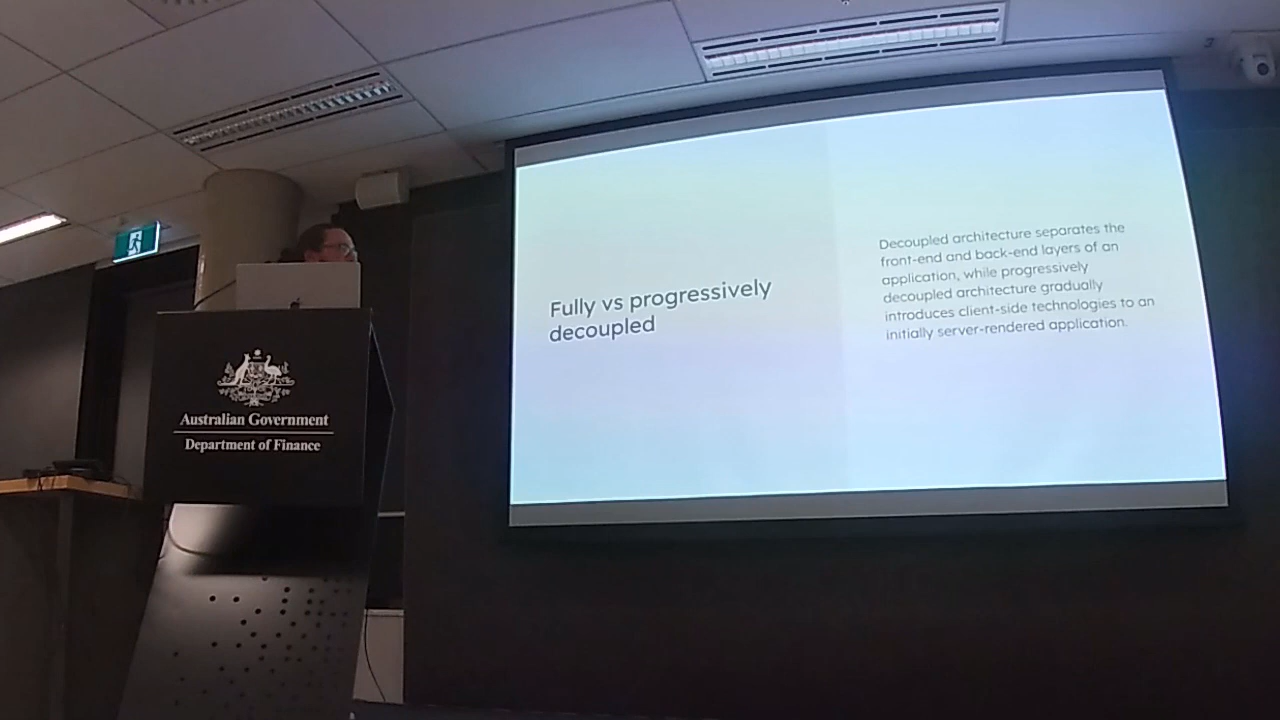 Australian Government
Department of Finance
Fully vs progressively
decoupled
Decoupled architecture separates the
front-end and back-end layers of an
application, while progressively
decoupled architecture gradually
introduces client-side technologies to an
initially server-rendered application.